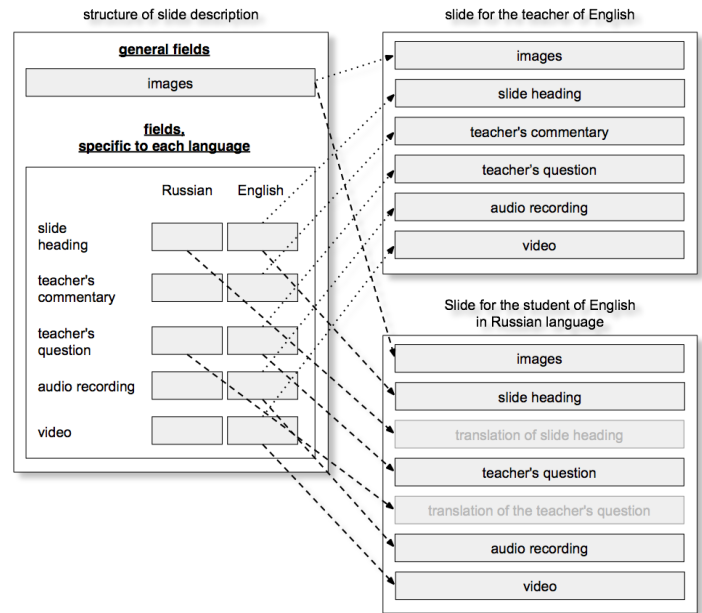 structure of slide description
general fields
images
fields,
specific to each language
Russian English
slide
heading
teacher's
commentary
teacher's
question
audio recording
video
slide for the teacher of English
images
slide heading
teacher's commentary
teacher's question
audio recording
video
Slide for the student of English
in Russian language
images
slide heading
translation of slide heading
teacher's question
translation of the teacher's question
audio recording
video